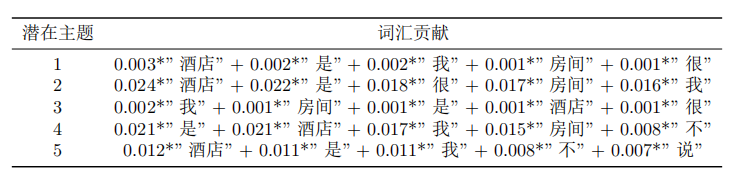 潜在主题 词汇贡献
1 0.003*” 酒店” + 0.002*” 是” + 0.002*” 我” + 0.001*” 房间” + 0.001*” 很”
2 0.024*” 酒店” + 0.022*” 是” + 0.018*” 很” + 0.017*” 房间” + 0.016*” 我”
3 0.002*” 我” + 0.001*” 房间” + 0.001*” 是” + 0.001*” 酒店” + 0.001*” 很”
4 0.021*” 是” + 0.021*” 酒店” + 0.017*” 我” + 0.015*” 房间” + 0.008*” 不”
5 0.012*” 酒店” + 0.011*” 是” + 0.011*” 我” + 0.008*” 不” + 0.007*” 说”